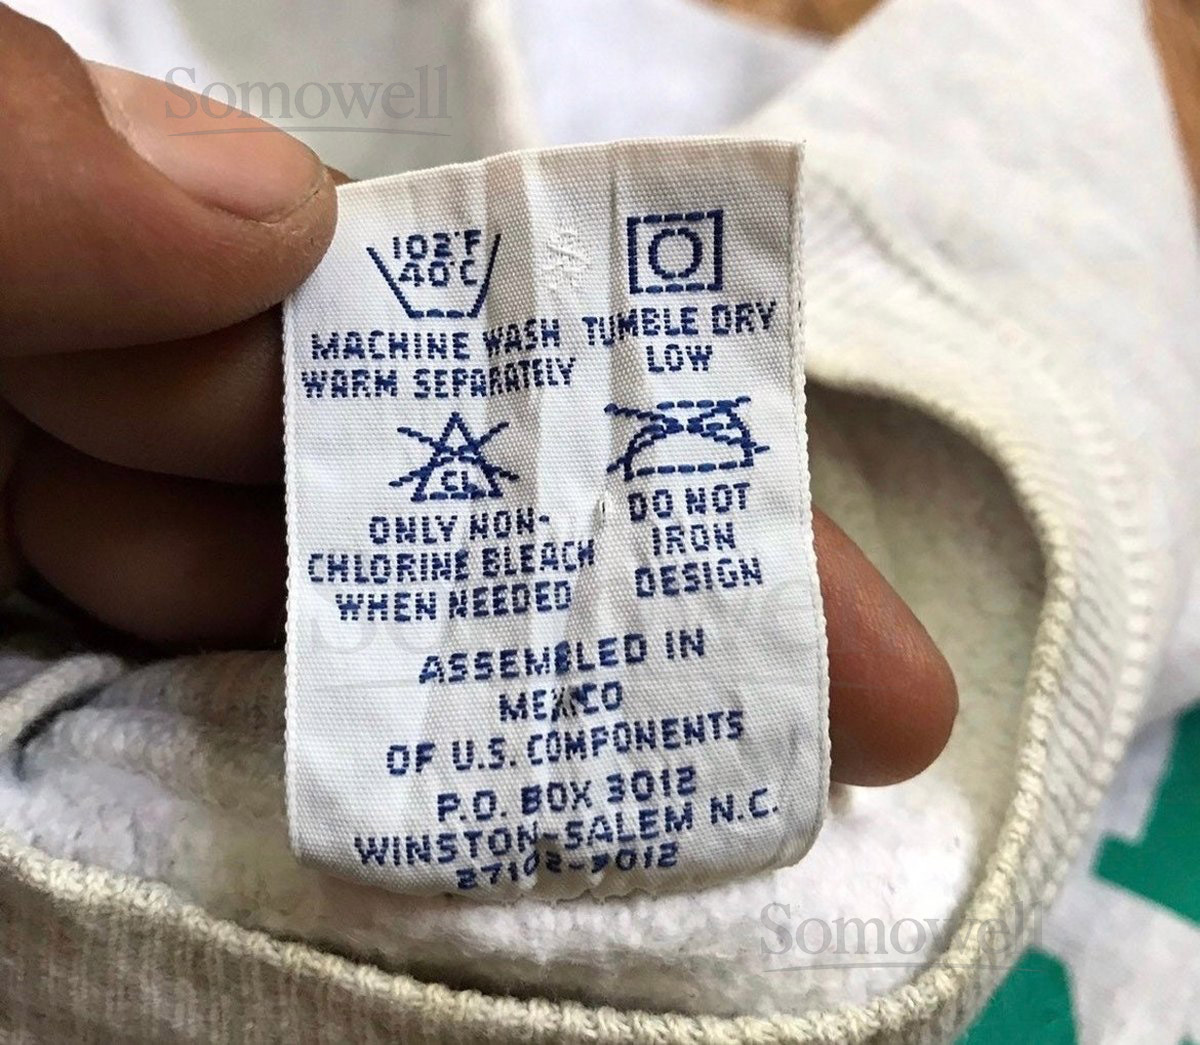 Somowell
102°F
40°C
MACHINE WASH
WARM SEPARATELY
TUMBLE DRY
LOW
CL
ONLY NON-
CHLORINE BLEACH
WHEN NEEDED
DO NOT
IRON
DESIGN
ASSEMBLED IN
MEXICO
OF U.S. COMPONENTS
P.O. BOX 3012
WINSTON-SALEM N.C.
27102-3012
Somowell